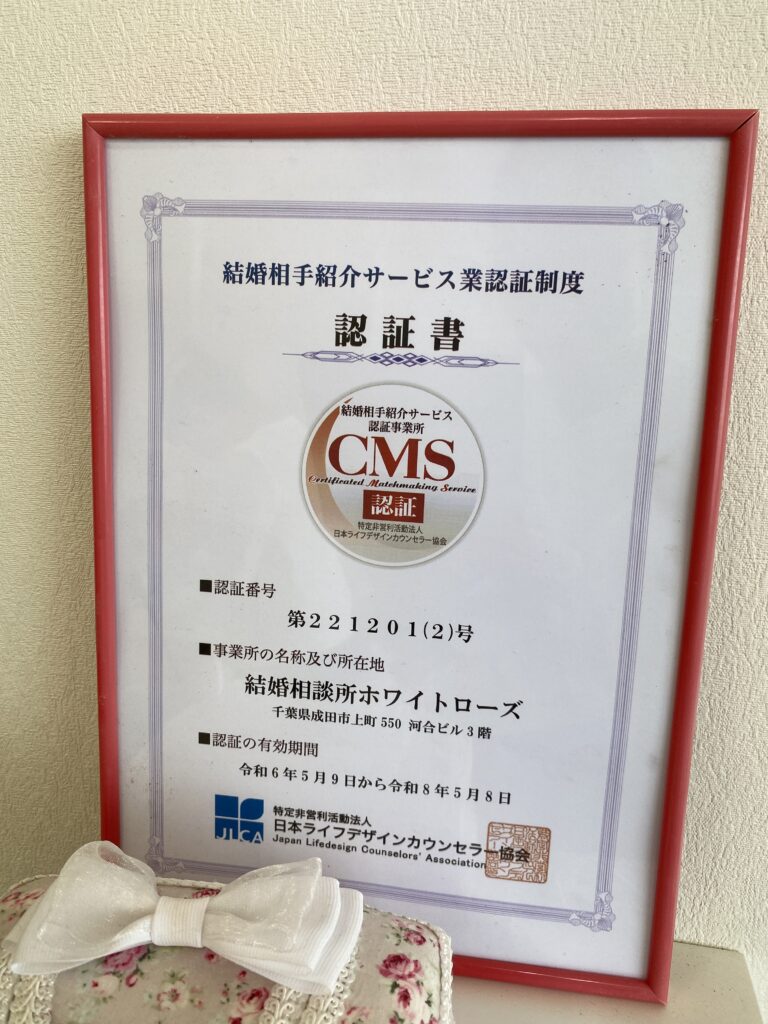 結婚相手紹介サービス業認証制度
認証書
結婚相手紹介サービス
認証事業所
CMS
Certificated Matchmaking Service
認証
特定非営利活動法人
日本ライフデザインカウンセラー協会
■認証番号
第221201(2)号
■事業所の名称及び所在地
結婚相談所ホワイトローズ
千葉県成田市上町550 河合ビル3階
■認証の有効期間
令和6年5月9日から令和8年5月8日
JLCA
特定非営利活動法人
日本ライフデザインカウンセラー協会
Japan Lifedesign Counselors' Association